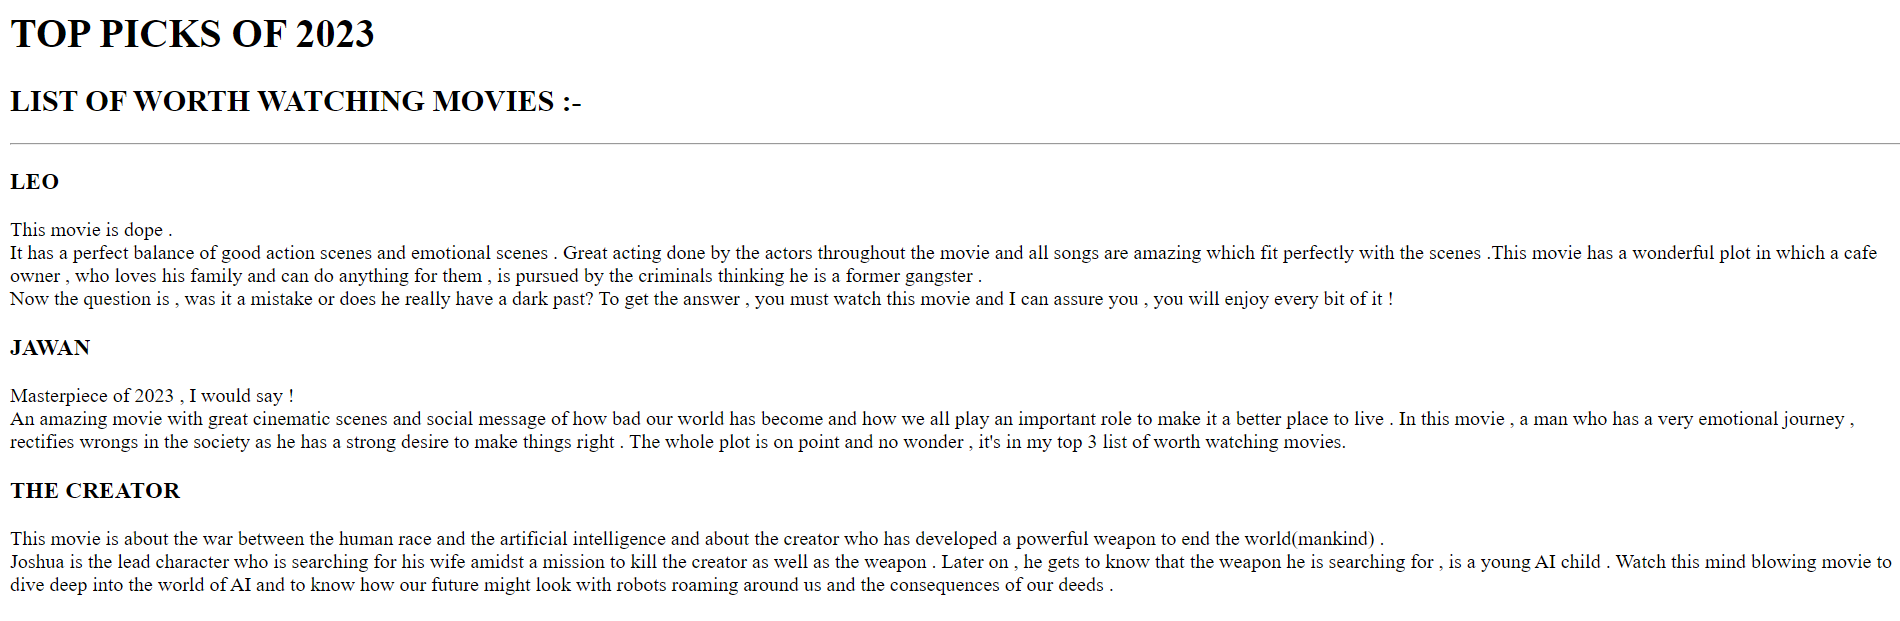 TOP PICKS OF 2023
LIST OF WORTH WATCHING MOVIES :-
LEO
This movie is dope .
It has a perfect balance of good action scenes and emotional scenes . Great acting done by the actors throughout the movie and all songs are amazing which fit perfectly with the scenes .This movie has a wonderful plot in which a cafe
owner , who loves his family and can do anything for them , is pursued by the criminals thinking he is a former gangster .
Now the question is , was it a mistake or does he really have a dark past? To get the answer , you must watch this movie and I can assure you , you will enjoy every bit of it !
JAWAN
Masterpiece of 2023 , I would say !
An amazing movie with great cinematic scenes and social message of how bad our world has become and how we all play an important role to make it a better place to live . In this movie , a man who has a very emotional journey ,
rectifies wrongs in the society as he has a strong desire to make things right . The whole plot is on point and no wonder , it's in my top 3 list of worth watching movies.
THE CREATOR
This movie is about the war between the human race and the artificial intelligence and about the creator who has developed a powerful weapon to end the world(mankind) .
Joshua is the lead character who is searching for his wife amidst a mission to kill the creator as well as the weapon . Later on , he gets to know that the weapon he is searching for , is a young AI child . Watch this mind blowing movie to
dive deep into the world of AI and to know how our future might look with robots roaming around us and the consequences of our deeds .